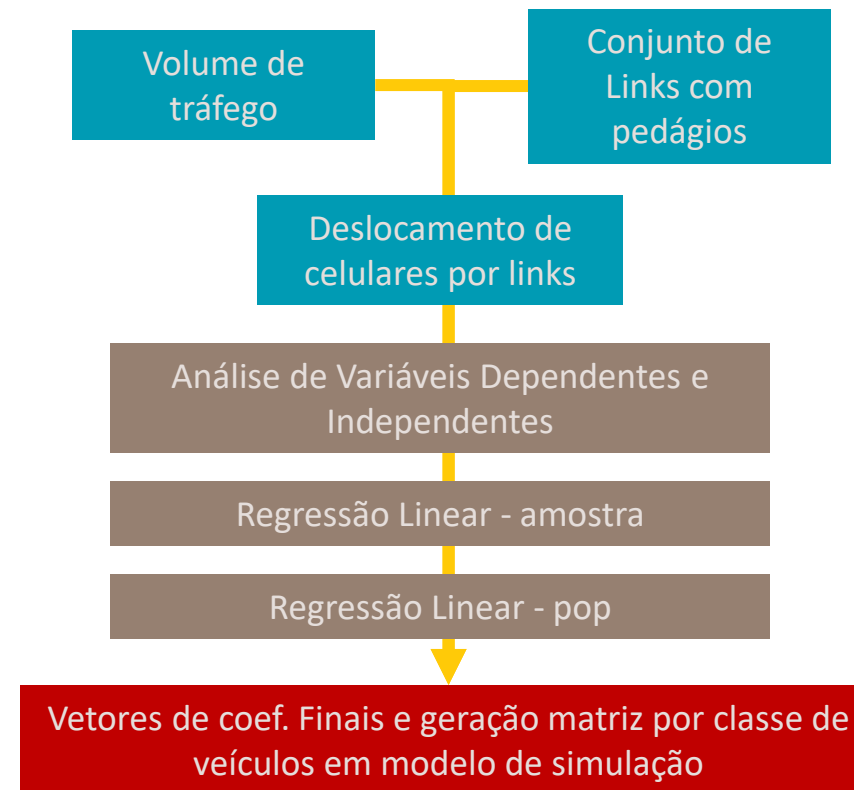 Volume de
tráfego
Conjunto de
Links com
pedágios
Deslocamento de
celulares por links
Análise de Variáveis Dependentes e
Independentes
Regressão Linear - amostra
Regressão Linear - pop
Vetores de coef. Finais e geração matriz por classe de
veículos em modelo de simulação